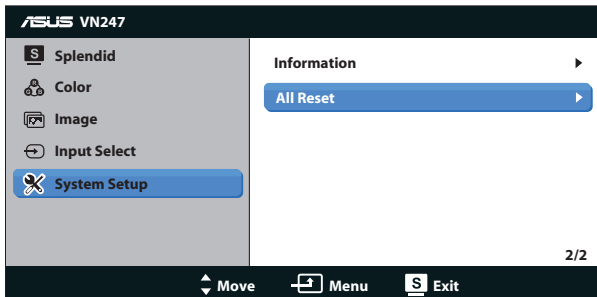 ASUS VN247
S Splendid
Color
Image
Input Select
System Setup
Information
All Reset
2/2
Move Menu S Exit